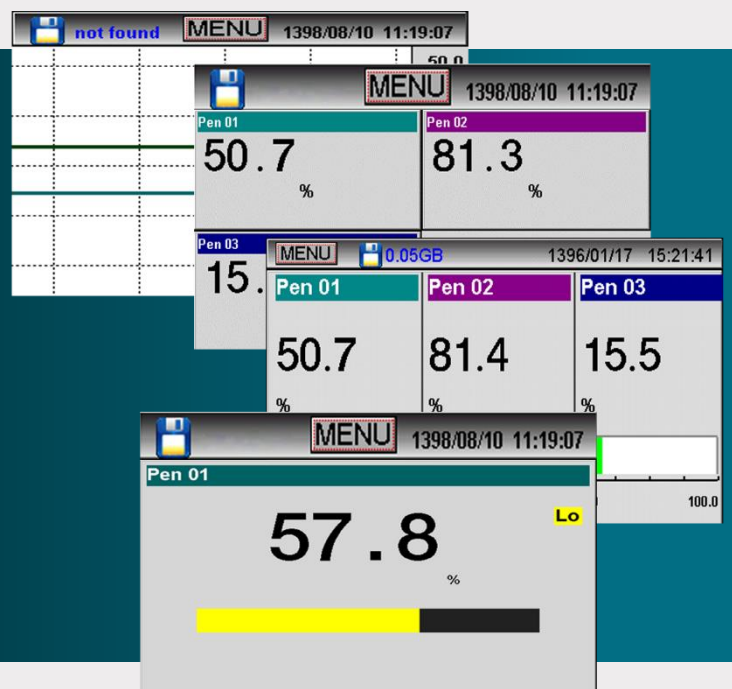 not found MENU 1398/08/10 11:19:07
50.0
MENU 1398/08/10 11:19:07
Pen 01 Pen 02
50.7 81.3
% %
Pen 03
15.
MENU 0.05GB 1396/01/17 15:21:41
Pen 01 Pen 02 Pen 03
50.7 81.4 15.5
% % %
100.0
MENU 1398/08/10 11:19:07
Pen 01
Lo
57.8
%